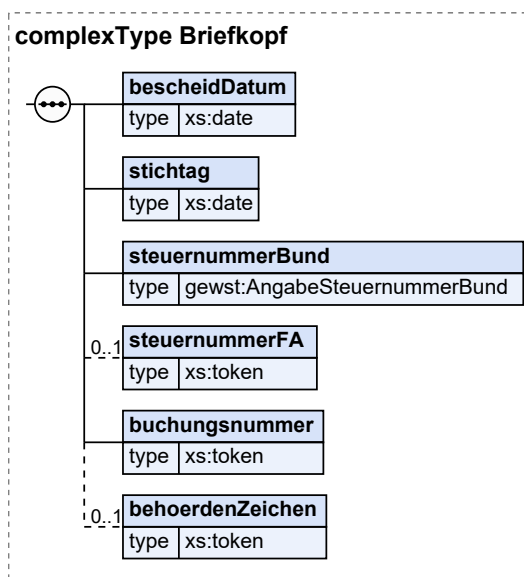 complexType Briefkopf
bescheidDatum
type xs:date
stichtag
type xs:date
steuernummerBund
type gewst:AngabeSteuernummerBund
0..1 steuernummerFA
type xs:token
buchungsnummer
type xs:token
0..1 behoerdenZeichen
type xs:token